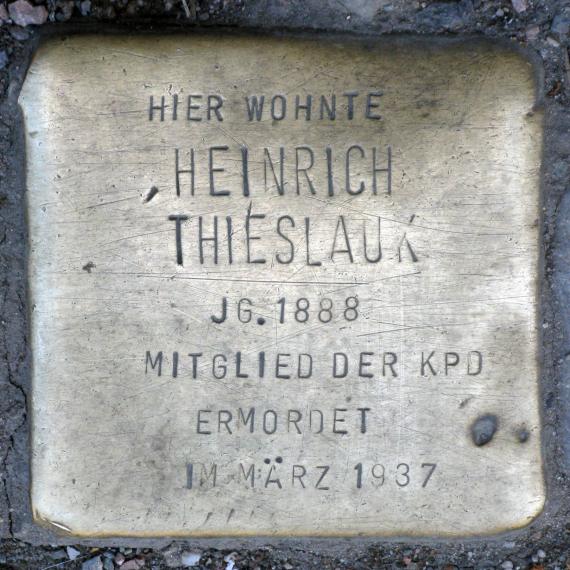 HIER WOHNTE
HEINRICH
THIESLAUK
JG. 1888
MITGLIED DER KPD
ERMORDET
IM MÄRZ 1937